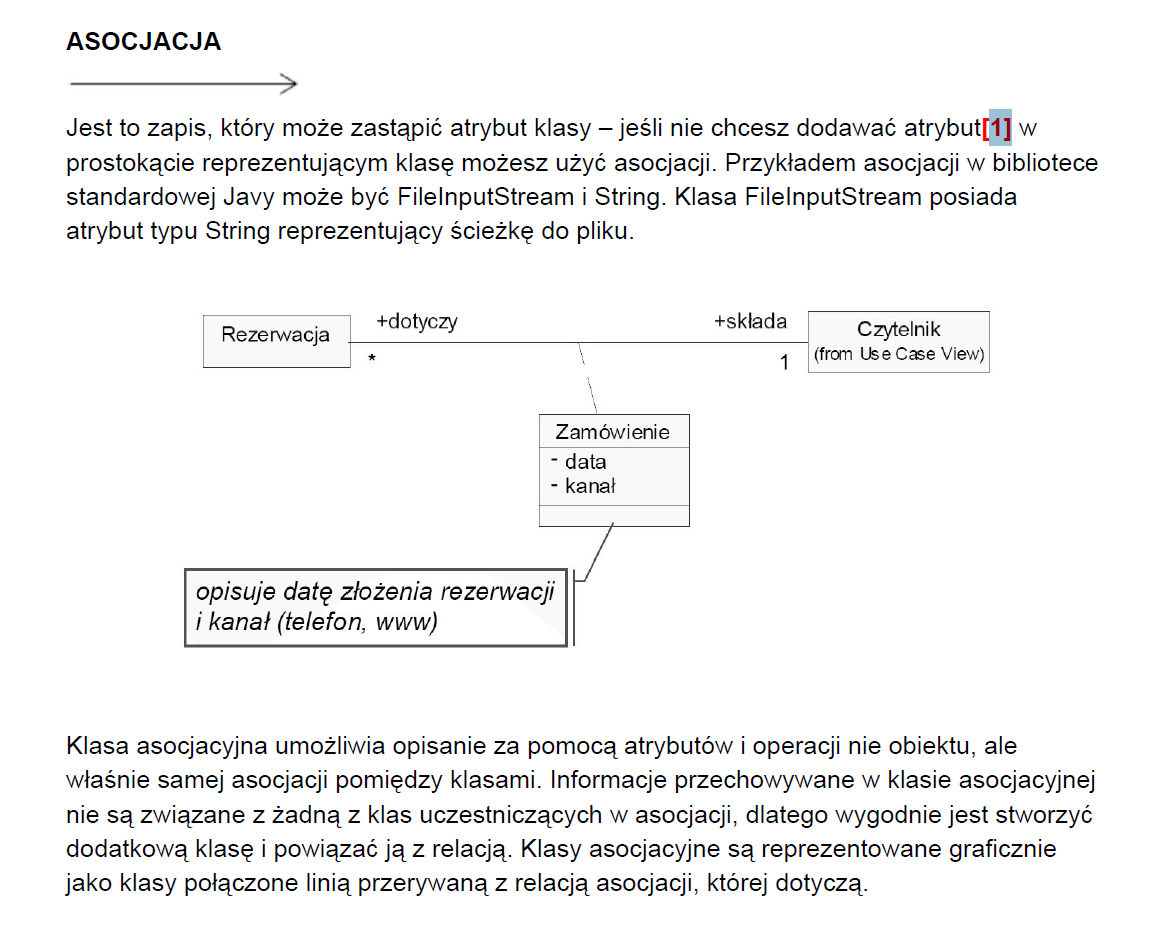 ASOCJACJA
Jest to zapis, który może zastąpić atrybut klasy – jeśli nie chcesz dodawać atrybut[1] w
prostokącie reprezentującym klasę możesz użyć asocjacji. Przykładem asocjacji w bibliotece
standardowej Javy może być FileInputStream i String. Klasa FileInputStream posiada
atrybut typu String reprezentujący ścieżkę do pliku.
Rezerwacja
+dotyczy
*
+składa
1
Czytelnik
(from Use Case View)
Zamówienie
- data
- kanał
opisuje datę złożenia rezerwacji
i kanał (telefon, www)
Klasa asocjacyjna umożliwia opisanie za pomocą atrybutów i operacji nie obiektu, ale
właśnie samej asocjacji pomiędzy klasami. Informacje przechowywane w klasie asocjacyjnej
nie są związane z żadną z klas uczestniczących w asocjacji, dlatego wygodnie jest stworzyć
dodatkową klasę i powiązać ją z relacją. Klasy asocjacyjne są reprezentowane graficznie
jako klasy połączone linią przerywaną z relacją asocjacji, której dotyczą.